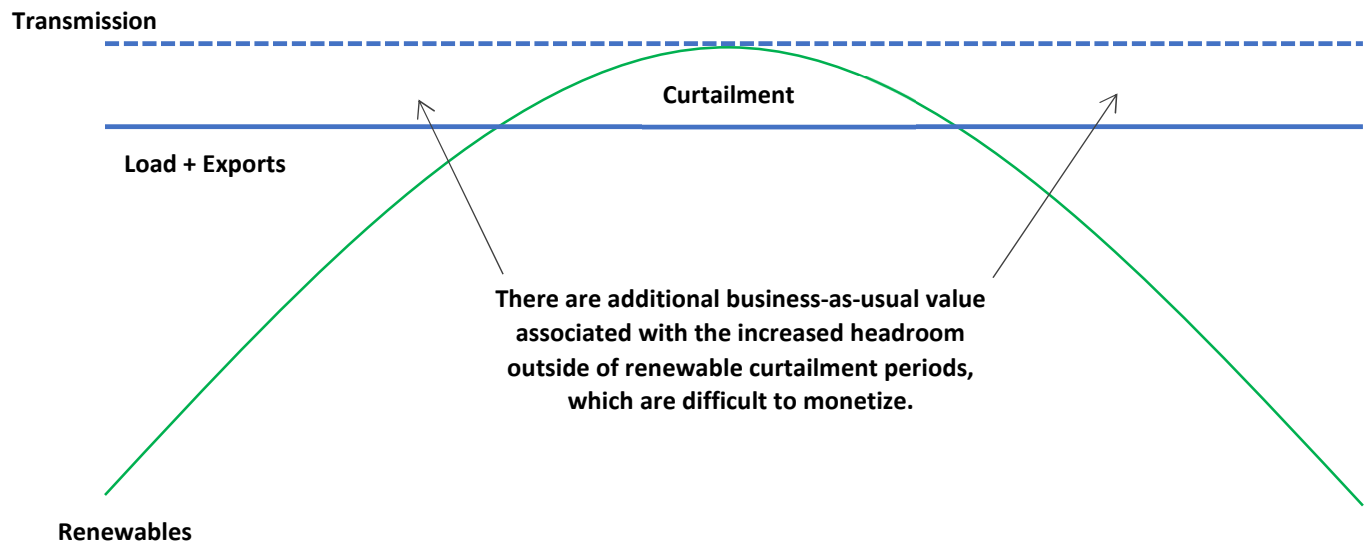 Transmission
Curtailment
Load + Exports
There are additional business-as-usual value
associated with the increased headroom
outside of renewable curtailment periods,
which are difficult to monetize.
Renewables